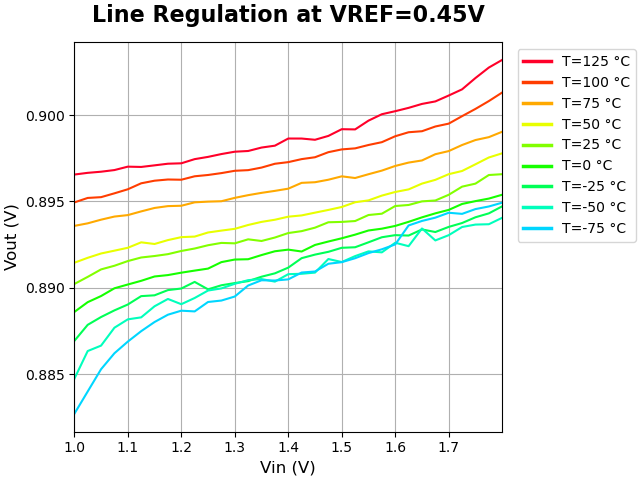 Line Regulation at VREF=0.45V
Vout (V)
0.900
0.895
0.890
0.885
1.0
1.1
1.2
1.3
1.4
1.5
1.6
1.7
Vin (V)
T=125 °C
T=100 °C
T=75 °C
T=50 °C
T=25 °C
T=0 °C
T=-25 °C
T=-50 °C
T=-75 °C